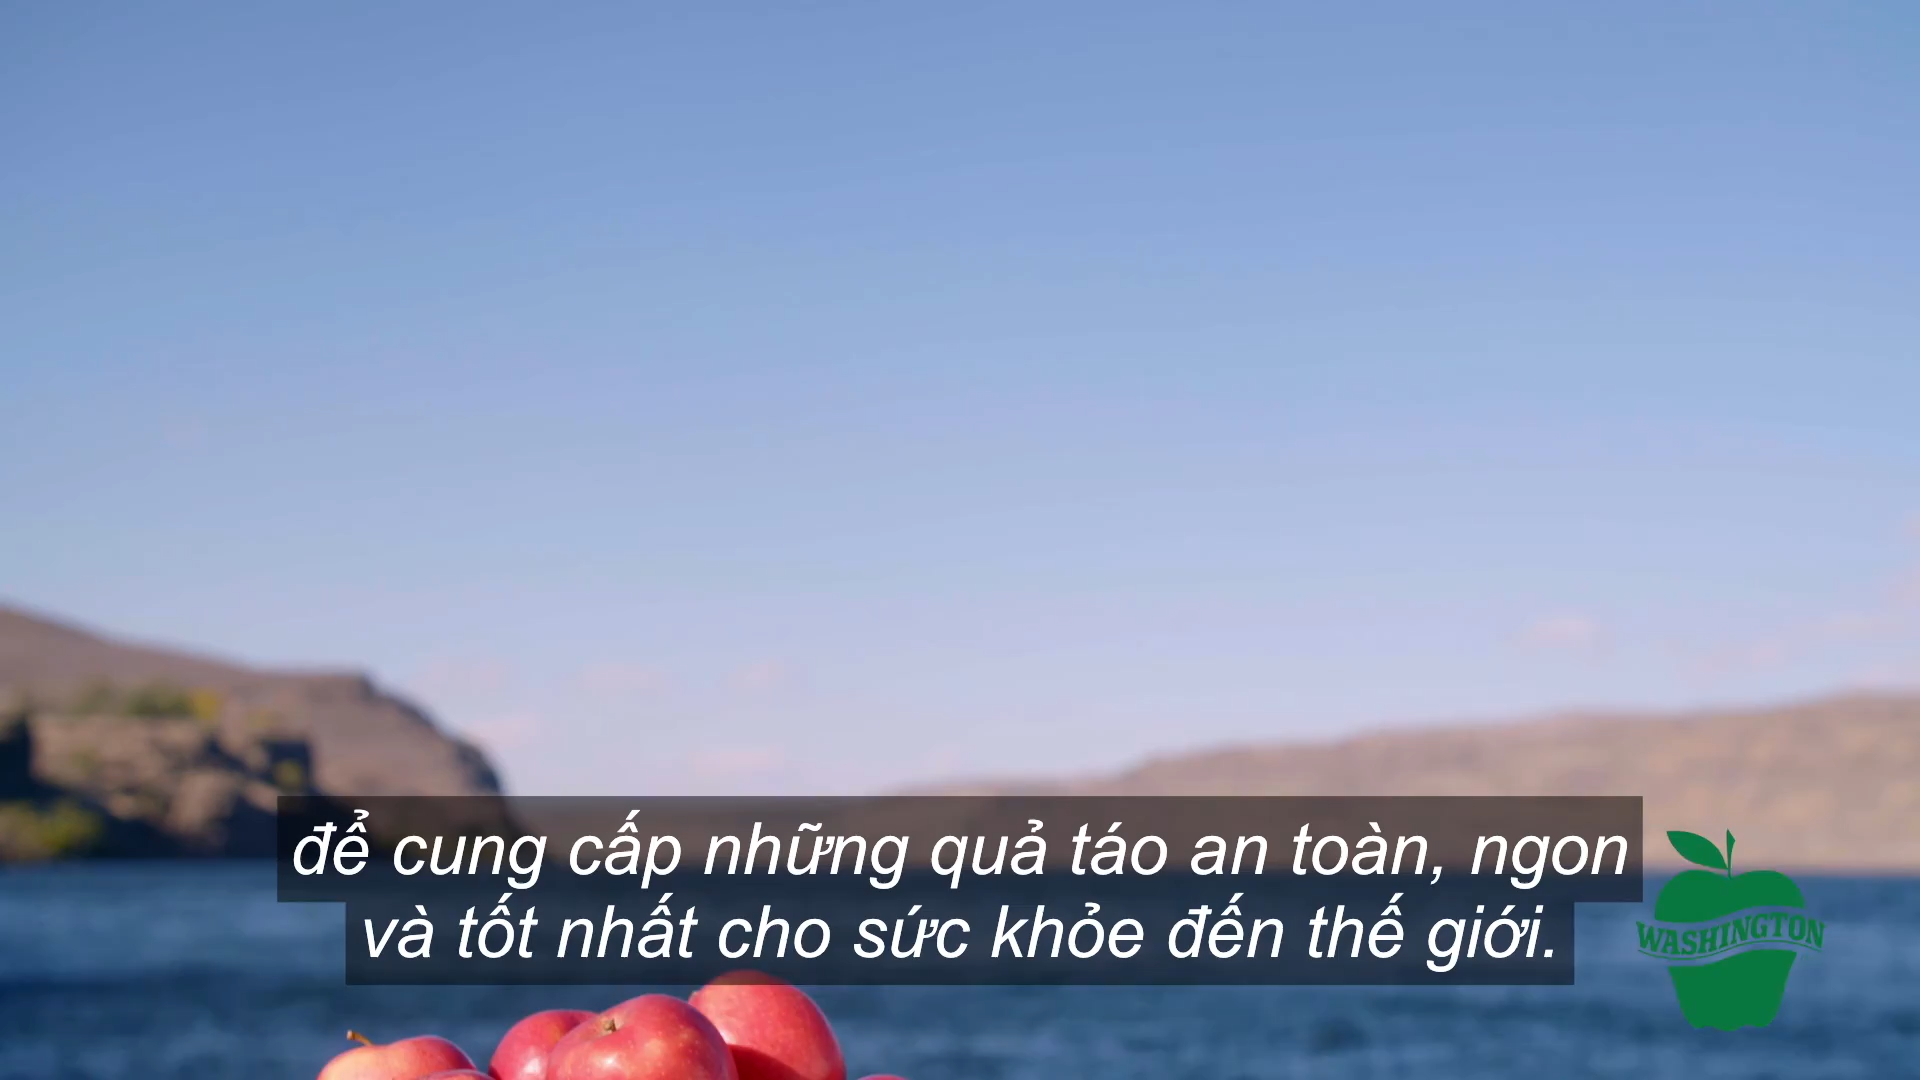 để cung cấp những quả táo an toàn, ngon
và tốt nhất cho sức khỏe đến thế giới.
WASHINGTON